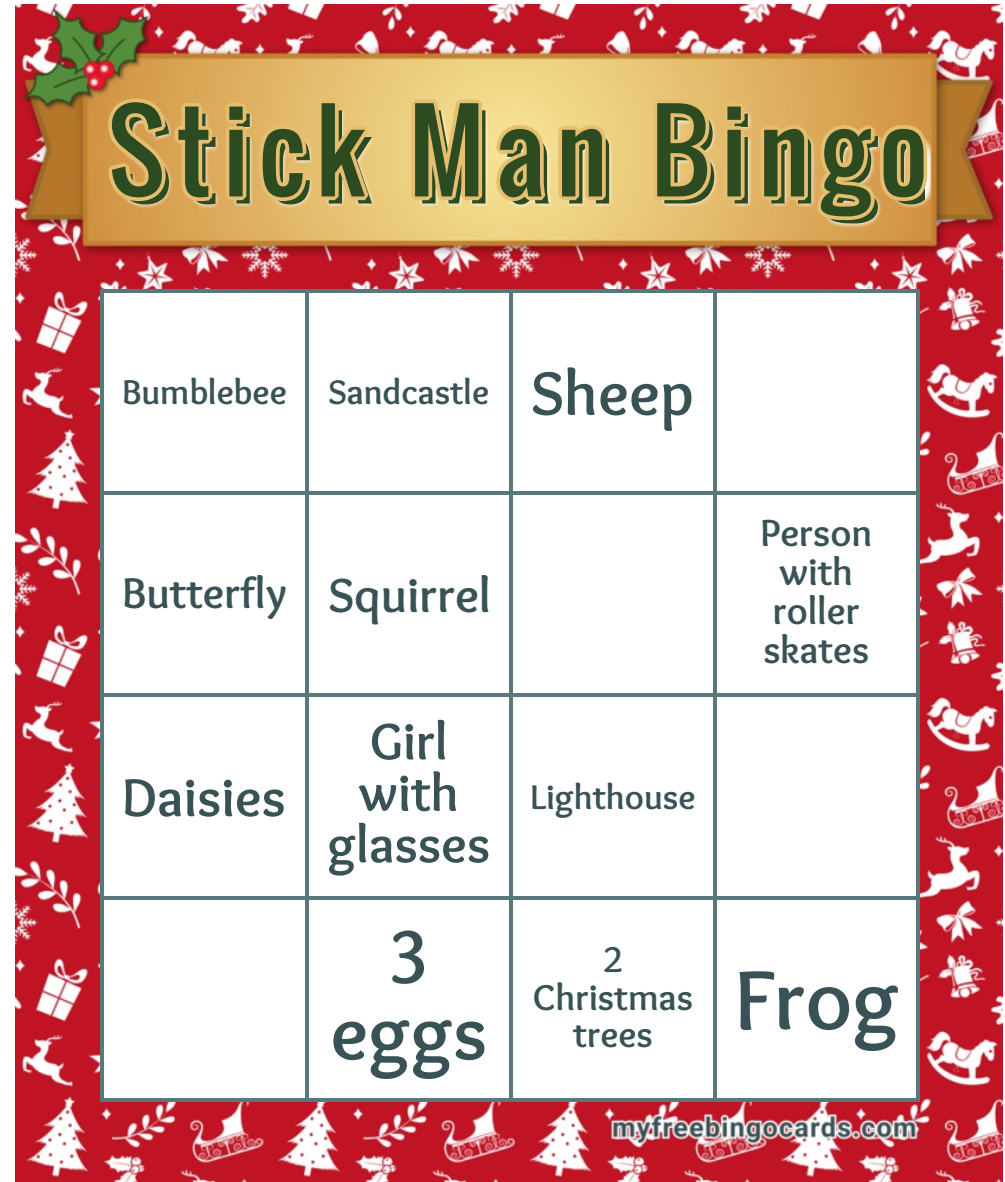 Stick Man Bingo
Bumblebee
Sandcastle
Sheep
Butterfly
Squirrel
Person
with
roller
skates
Daisies
Girl
with
glasses
Lighthouse
3
eggs
2
Christmas
trees
Frog
myfreebingocards.com